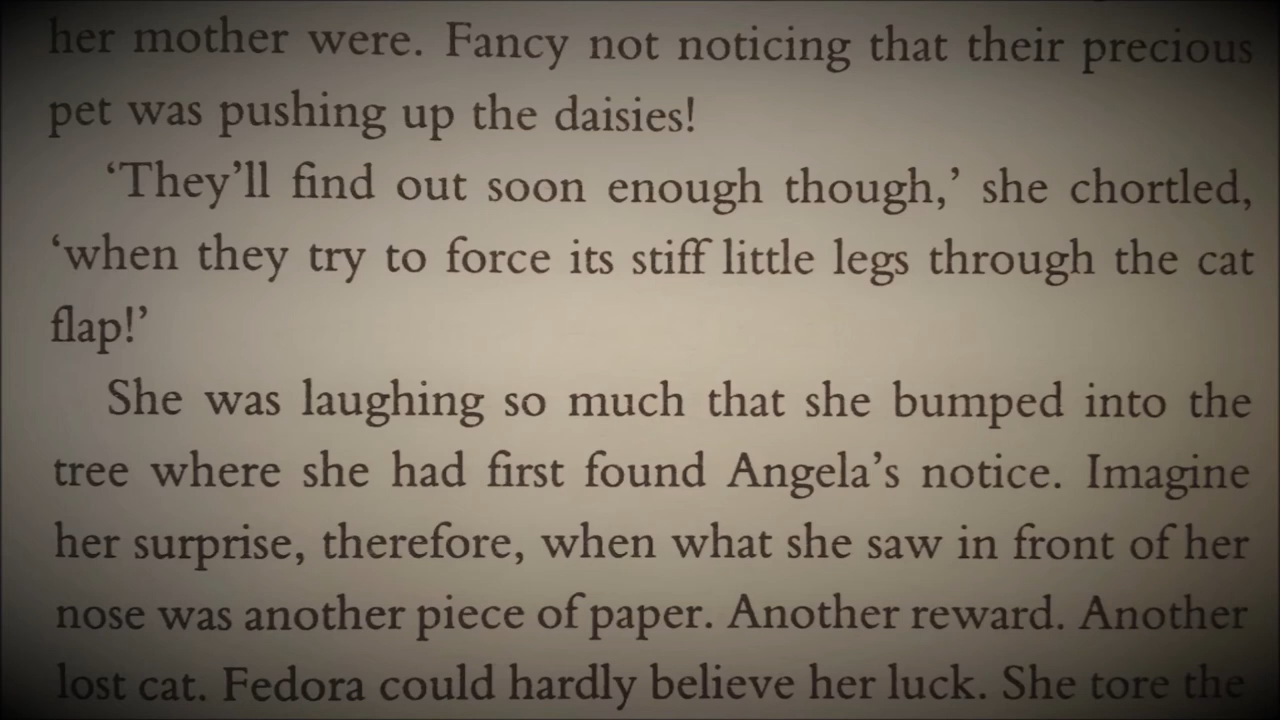 her mother were. Fancy not noticing that their precious
pet was pushing up the daisies!
‘They’ll find out soon enough though,’ she chortled,
‘when they try to force its stiff little legs through the cat
flap!’
She was laughing so much that she bumped into the
tree where she had first found Angela’s notice. Imagine
her surprise, therefore, when what she saw in front of her
nose was another piece of paper. Another reward. Another
lost cat. Fedora could hardly believe her luck. She tore the